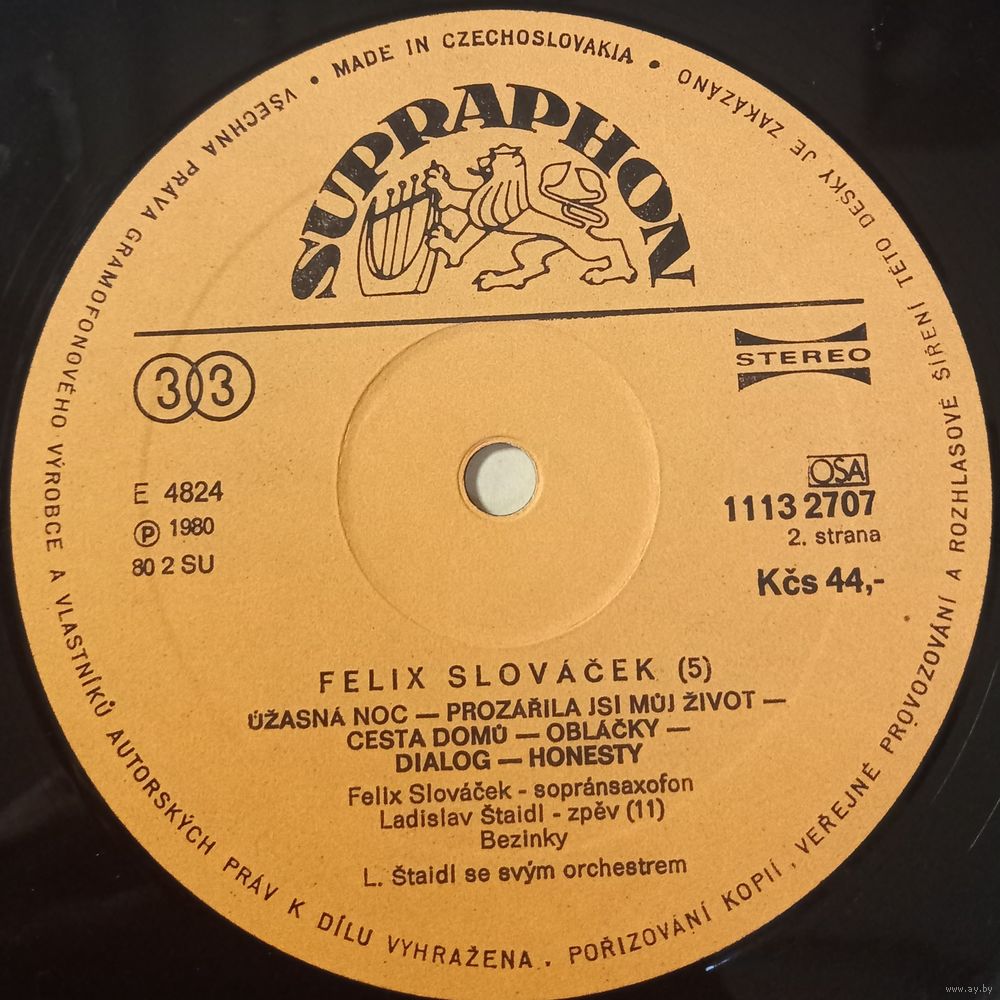 VŠECHNA PRÁVA GRAMOFONOVÉHO VÝROBCE A VLASTNÍKŮ AUTORSKÝCH PRÁV K DÍLU VYHRAŽENA. POŘIZOVÁNÍ KOPIÍ, VEŘEJNÉ PROVOZOVÁNÍ A ROZHLASOVÉ ŠÍŘENÍ TÉTO DESKY JE ZAKÁZÁNO • MADE IN CZECHOSLOVAKIA •
SUPRAPHON
33
STEREO
E 4824
Ⓟ 1980
80 2 SU
OSA
1113 2707
2. strana
Kčs 44,-
FELIX SLOVÁČEK (5)
ÚŽASNÁ NOC — PROZÁŘILA JSI MŮJ ŽIVOT —
CESTA DOMŮ — OBLÁČKY —
DIALOG — HONESTY
Felix Slováček - sopránsaxofon
Ladislav Štaidl - zpěv (11)
Bezinky
L. Štaidl se svým orchestrem
www.ay.by